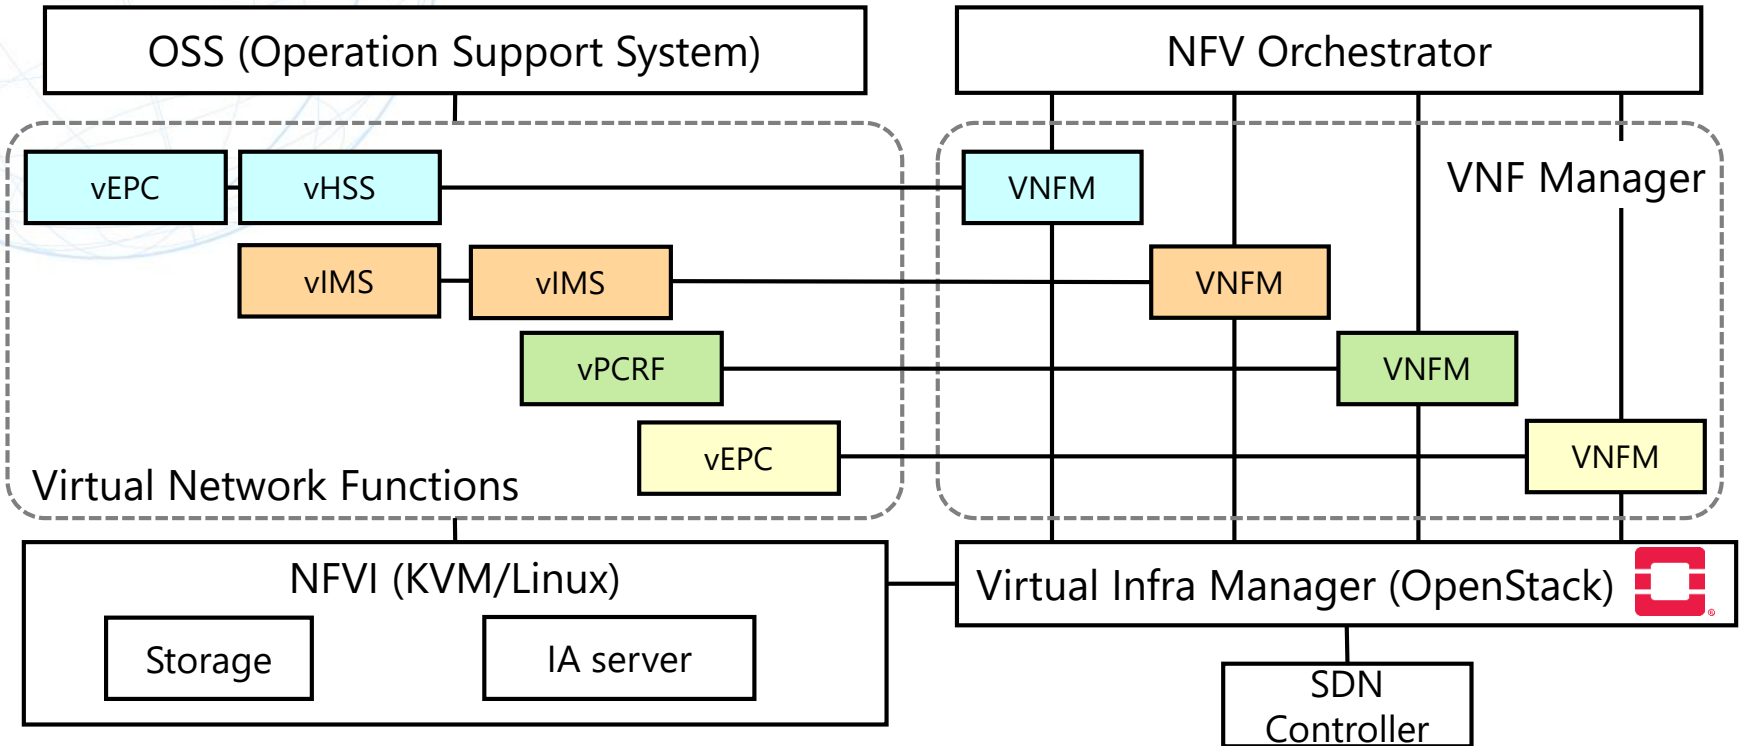 OSS (Operation Support System)
NFV Orchestrator
vEPC
vHSS
VNFM
VNF Manager
vIMS
vIMS
VNFM
vPCRF
VNFM
vEPC
VNFM
Virtual Network Functions
NFVI (KVM/Linux)
Virtual Infra Manager (OpenStack)
®
Storage
IA server
SDN
Controller